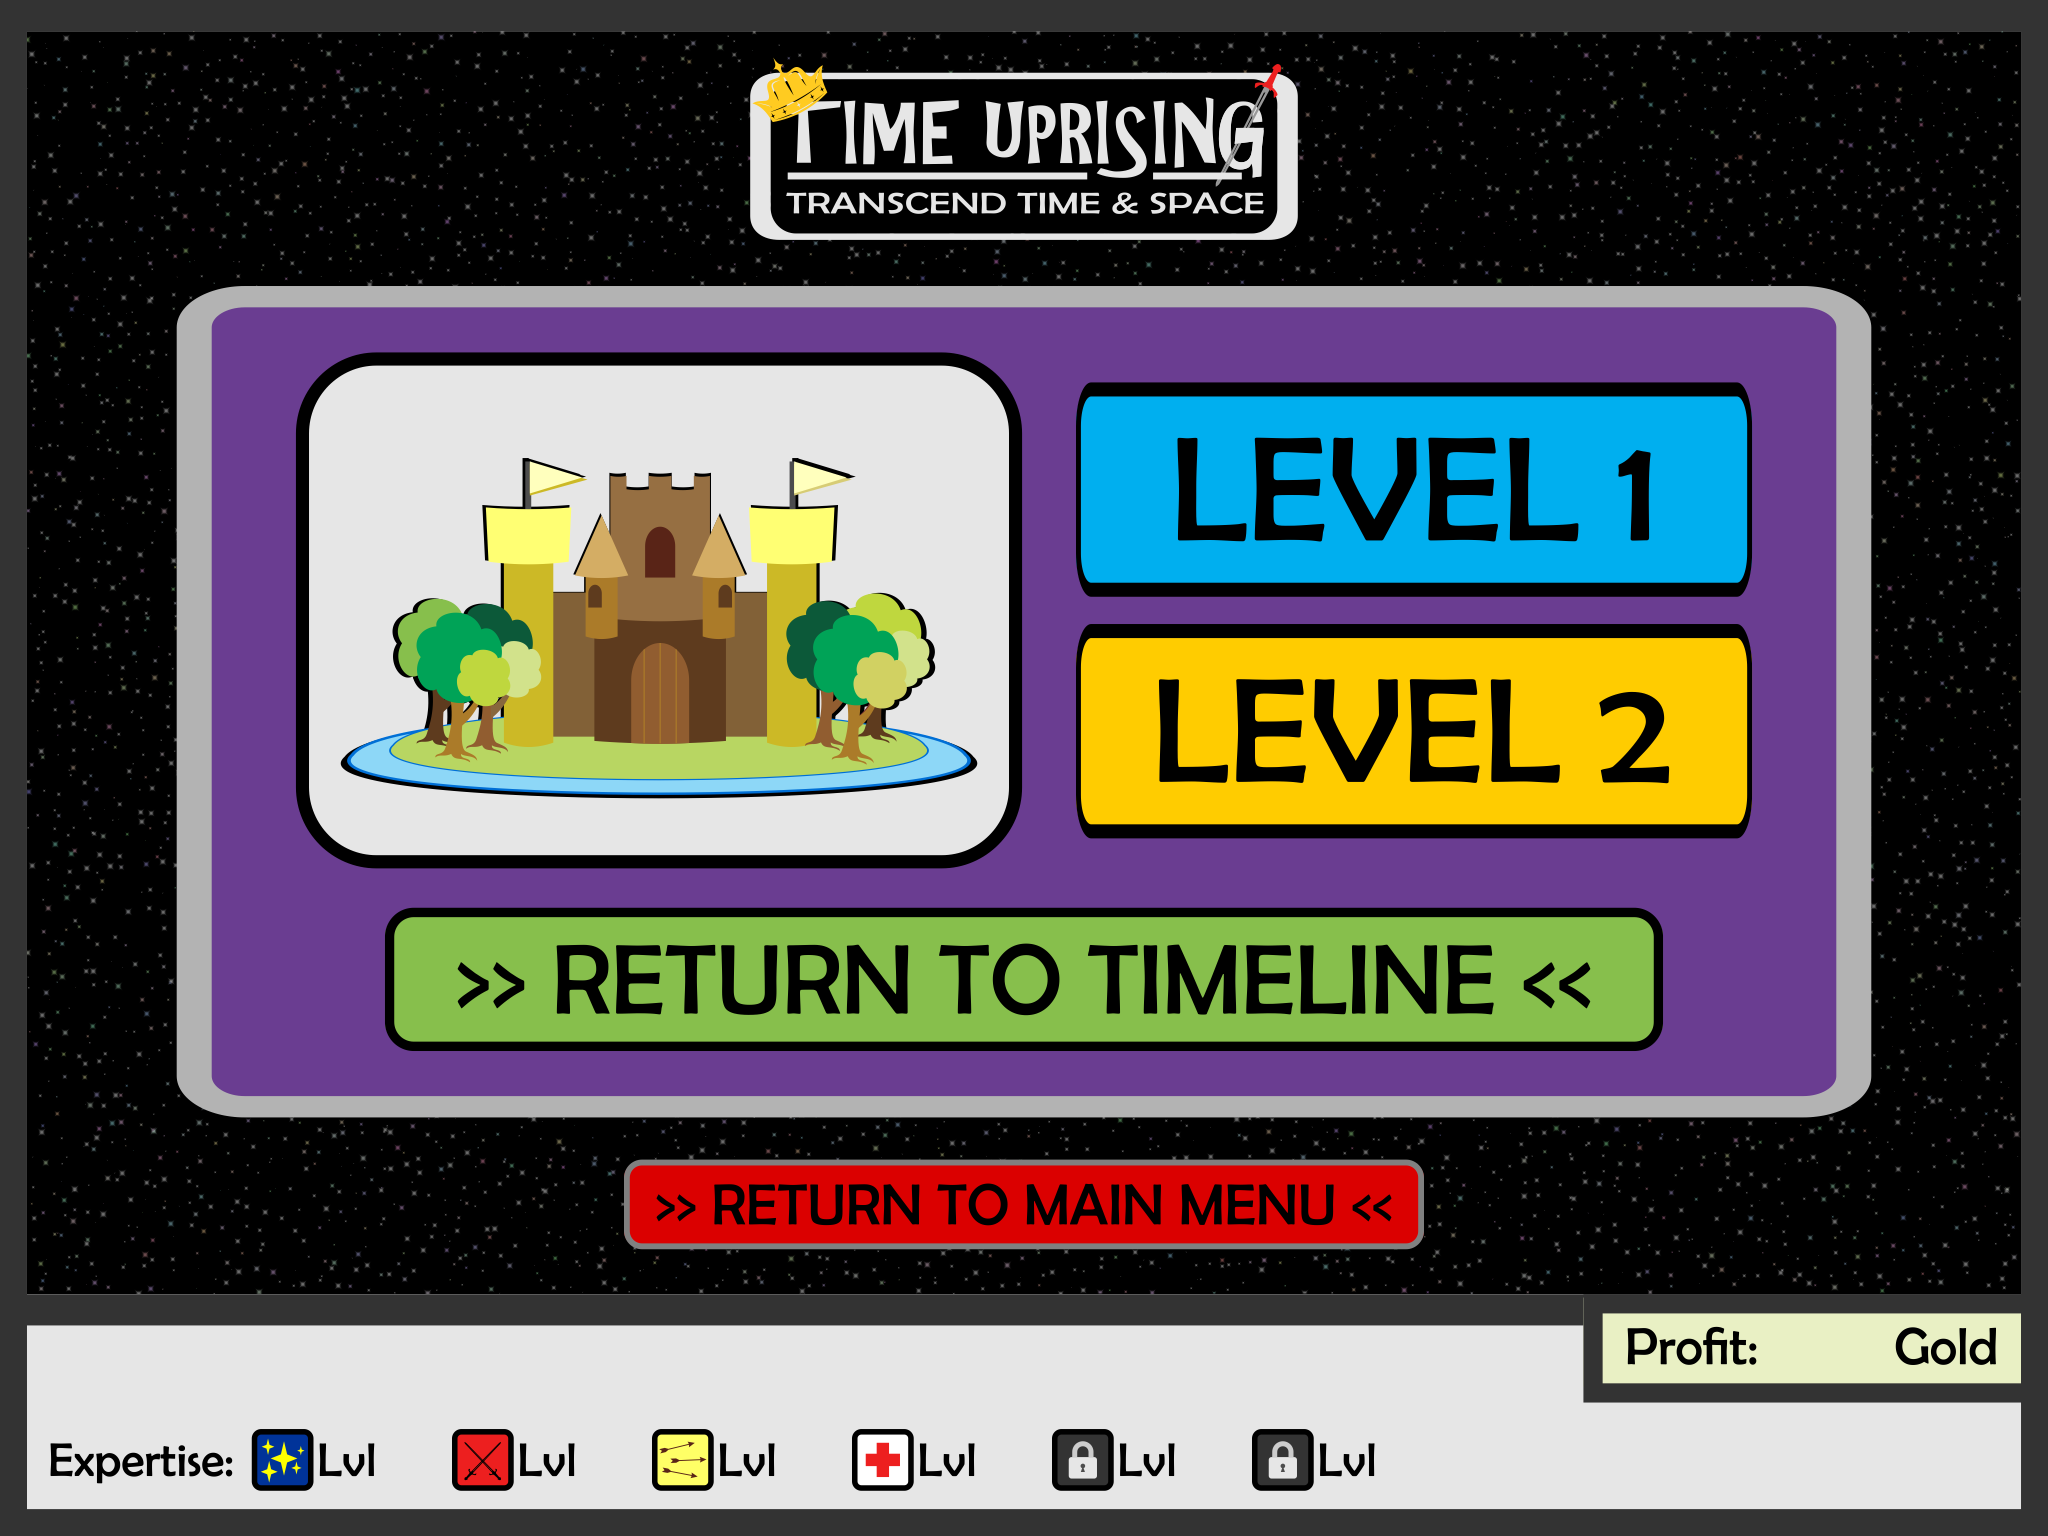 TIME UPRISING
TRANSCEND TIME & SPACE
LEVEL 1
LEVEL 2
>> RETURN TO TIMELINE <<
>> RETURN TO MAIN MENU <<
Profit: Gold
Expertise: Lvl Lvl Lvl Lvl Lvl Lvl